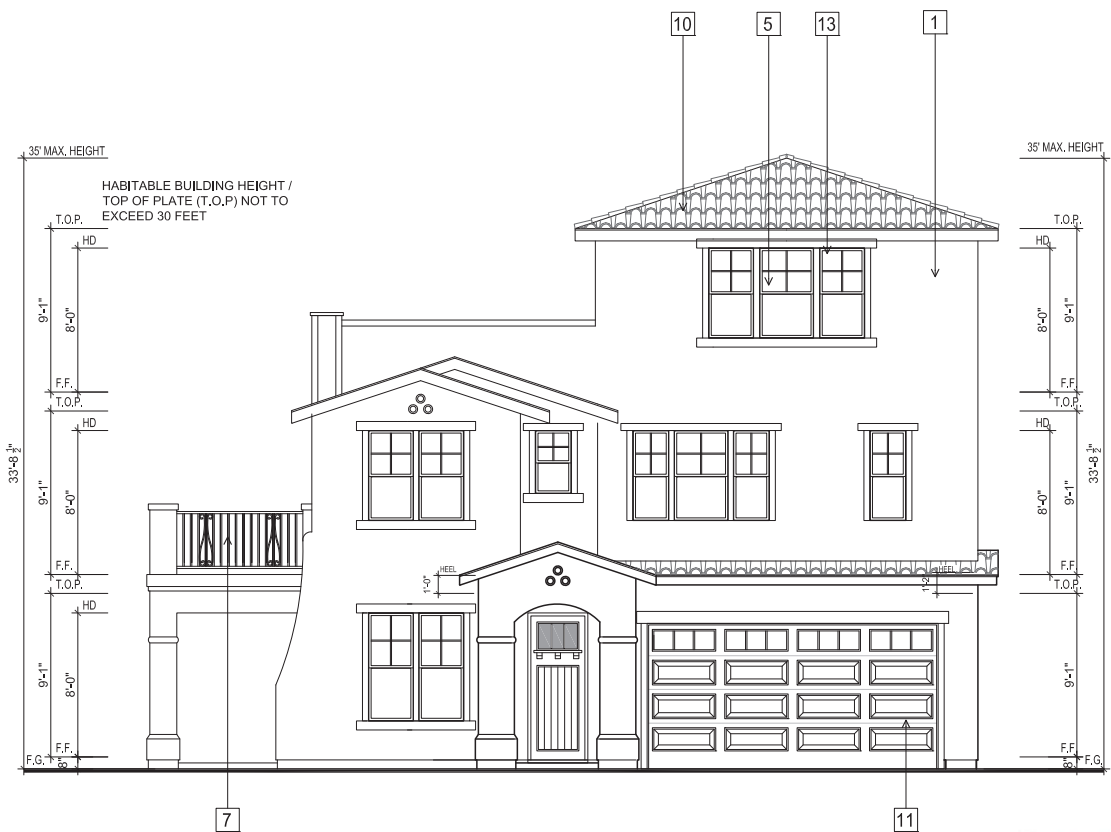 10
5
13
1
35' MAX. HEIGHT
35' MAX. HEIGHT
HABITABLE BUILDING HEIGHT /
TOP OF PLATE (T.O.P) NOT TO
EXCEED 30 FEET
T.O.P.
T.O.P.
HD
HD
9'-1"
8'-0"
8'-0"
9'-1"
F.F.
F.F.
T.O.P.
T.O.P.
HD
HD
33'-8 1/2"
9'-1"
8'-0"
8'-0"
9'-1"
33'-8 1/2"
F.F.
HEEL
HEEL
F.F.
T.O.P.
1'-0"
1'-2"
T.O.P.
HD
9'-1"
8'-0"
9'-1"
F.F.
F.F.
F.G.
8"
8"
F.G.
7
11